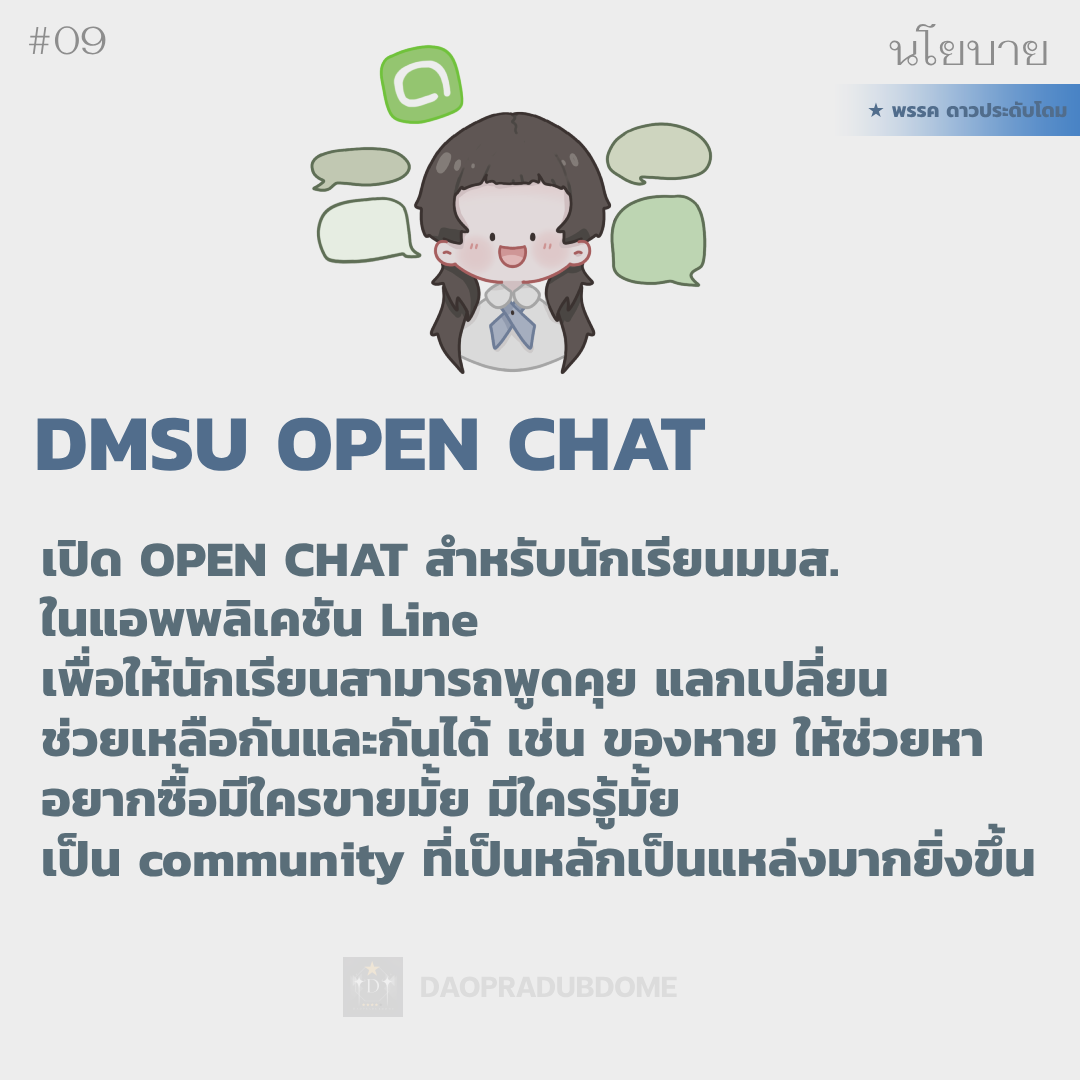 #09
นโยบาย
★ พรรค ดาวประดับโดม
DMSU OPEN CHAT
เปิด OPEN CHAT สำหรับนักเรียนมมส.
ในแอพพลิเคชัน Line
เพื่อให้นักเรียนสามารถพูดคุย แลกเปลี่ยน
ช่วยเหลือกันและกันได้ เช่น ของหาย ให้ช่วยหา
อยากซื้อมีใครขายมั้ย มีใครรู้มั้ย
เป็น community ที่เป็นหลักเป็นแหล่งมากยิ่งขึ้น
D
DAOPRADUBDOME